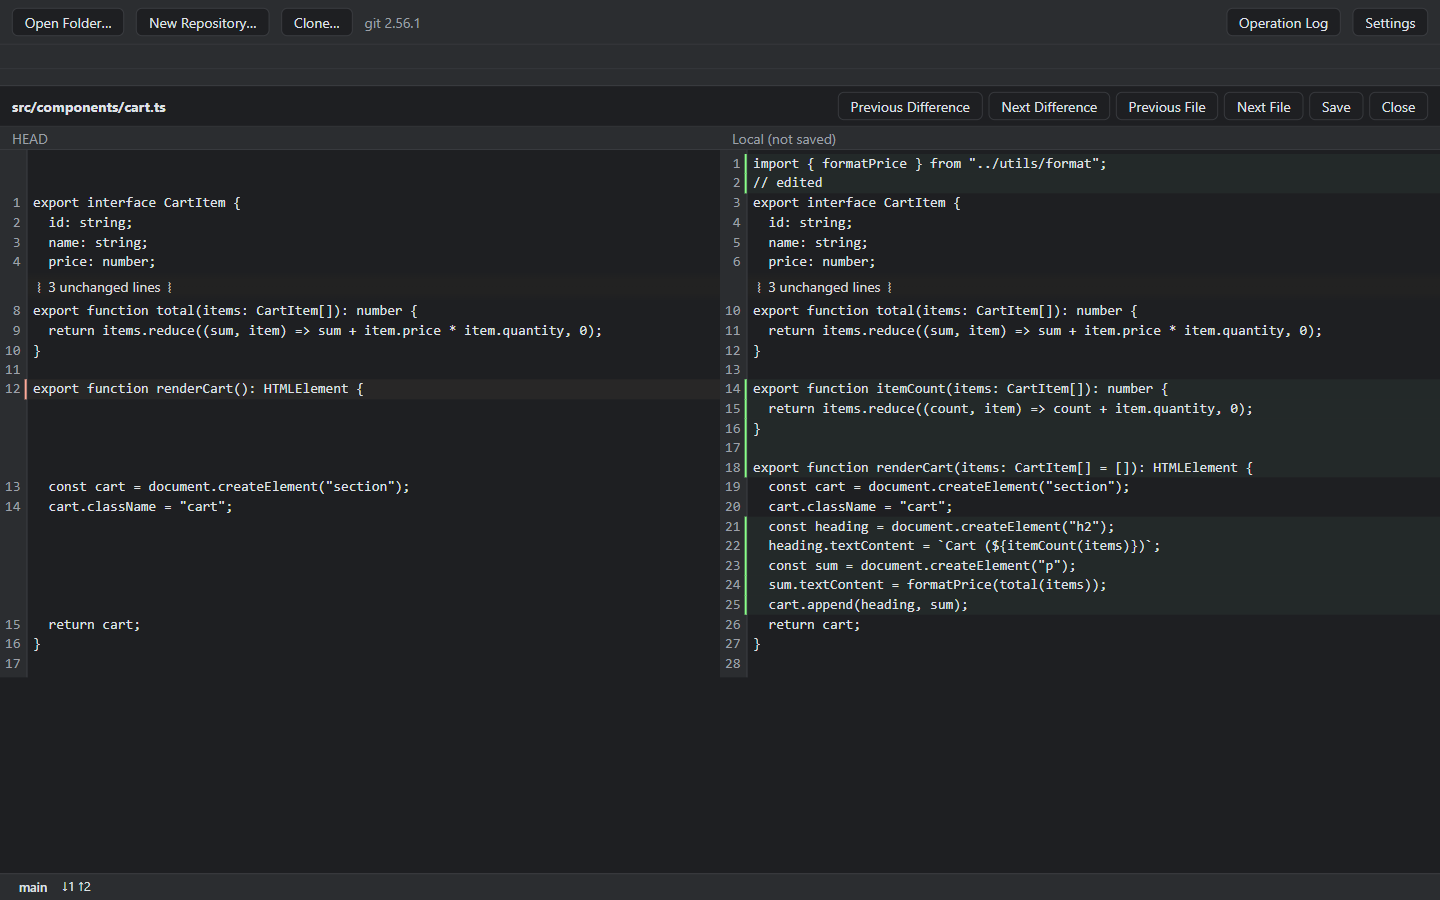 Open Folder... New Repository... Clone... git 2.56.1 Operation Log Settings
src/components/cart.ts Previous Difference Next Difference Previous File Next File Save Close
HEAD
1 export interface CartItem {
2 id: string;
3 name: string;
4 price: number;
⦚ 3 unchanged lines ⦚
8 export function total(items: CartItem[]): number {
9 return items.reduce((sum, item) => sum + item.price * item.quantity, 0);
10 }
11
12 export function renderCart(): HTMLElement {
13 const cart = document.createElement("section");
14 cart.className = "cart";
15 return cart;
16 }
17
Local (not saved)
1 import { formatPrice } from "../utils/format";
2 // edited
3 export interface CartItem {
4 id: string;
5 name: string;
6 price: number;
⦚ 3 unchanged lines ⦚
10 export function total(items: CartItem[]): number {
11 return items.reduce((sum, item) => sum + item.price * item.quantity, 0);
12 }
13
14 export function itemCount(items: CartItem[]): number {
15 return items.reduce((count, item) => count + item.quantity, 0);
16 }
17
18 export function renderCart(items: CartItem[] = []): HTMLElement {
19 const cart = document.createElement("section");
20 cart.className = "cart";
21 const heading = document.createElement("h2");
22 heading.textContent = `Cart (${itemCount(items)})`;
23 const sum = document.createElement("p");
24 sum.textContent = formatPrice(total(items));
25 cart.append(heading, sum);
26 return cart;
27 }
28
main ↓1 ↑2